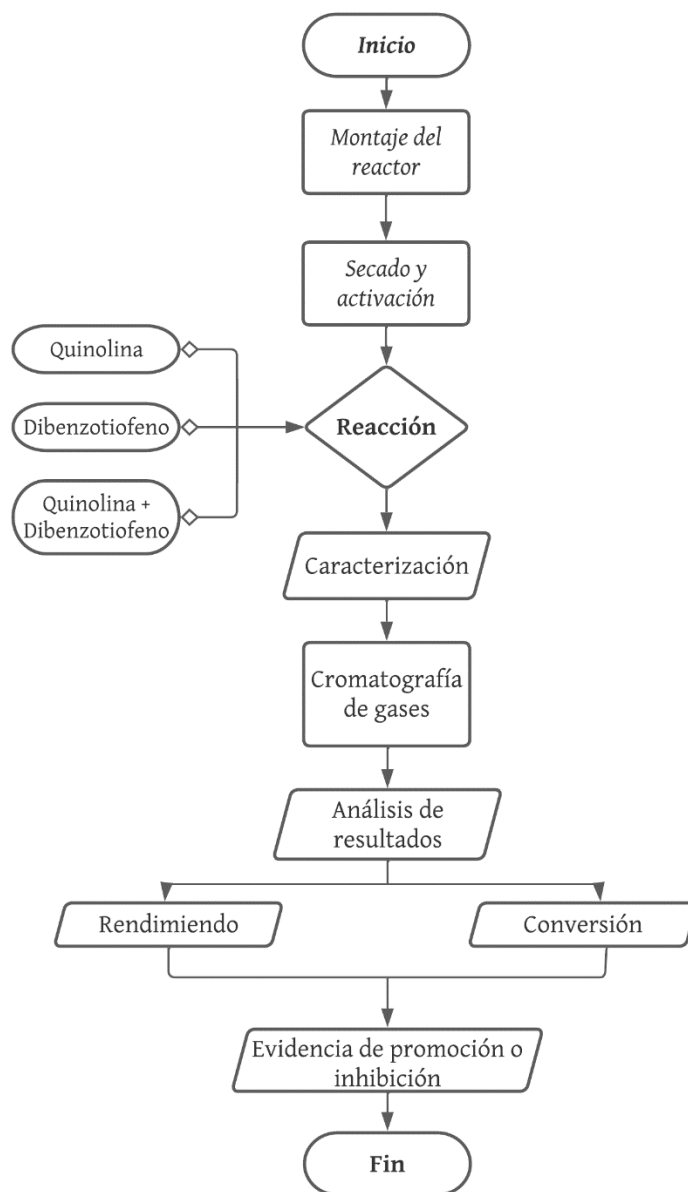 Inicio
Montaje del
reactor
Secado y
activación
Quinolina
Dibenzotiofeno
Quinolina +
Dibenzotiofeno
Reacción
Caracterización
Cromatografía
de gases
Análisis de
resultados
Rendimiendo
Conversión
Evidencia de promoción o
inhibición
Fin